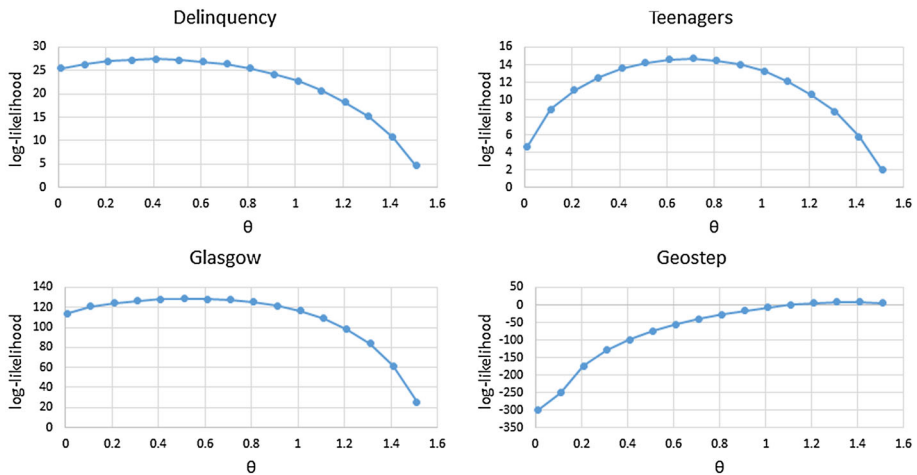 Delinquency
log-likelihood
30
25
20
15
10
5
0
0 0.2 0.4 0.6 0.8 1 1.2 1.4 1.6
θ
Teenagers
log-likelihood
16
14
12
10
8
6
4
2
0 0.2 0.4 0.6 0.8 1 1.2 1.4 1.6
θ
Glasgow
log-likelihood
140
120
100
80
60
40
20
0
0 0.2 0.4 0.6 0.8 1 1.2 1.4 1.6
θ
Geostep
log-likelihood
50
0
-50
-100
-150
-200
-250
-300
-350
0 0.2 0.4 0.6 0.8 1 1.2 1.4 1.6
θ